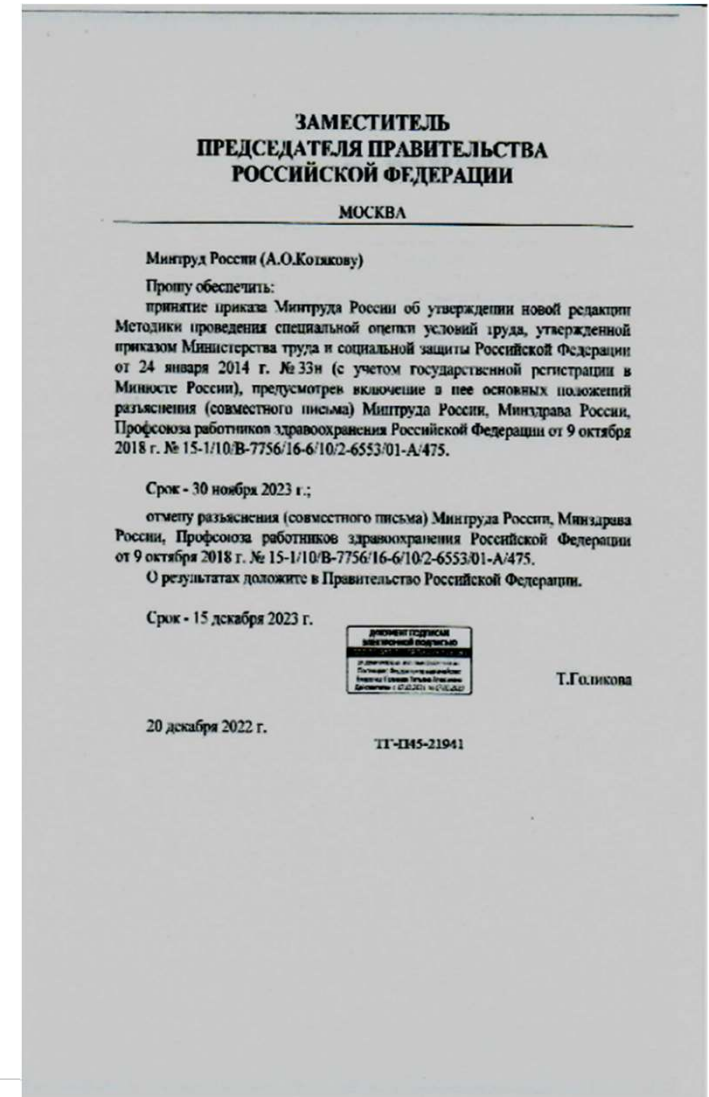 ЗАМЕСТИТЕЛЬ
ПРЕДСЕДАТЕЛЯ ПРАВИТЕЛЬСТВА
РОССИЙСКОЙ ФЕДЕРАЦИИ
МОСКВА
Минтруд России (А.О.Котякову)
Прошу обеспечить:
принятие приказа Минтруда России об утверждении новой редакции
Методики проведения специальной оценки условий труда, утвержденной
приказом Министерства труда и социальной защиты Российской Федерации
от 24 января 2014 г. №33н (с учетом государственной регистрации в
Минюсте России), предусмотрев включение в нее основных положений
разъяснения (совместного письма) Минтруда России, Минздрава России,
Профсоюза работников здравоохранения Российской Федерации от 9 октября
2018 г. № 15-1/10/В-7756/16-6/10/2-6553/01-А/475.
Срок - 30 ноября 2023 г.;
отмену разъяснения (совместного письма) Минтруда России, Минздрава
России, Профсоюза работников здравоохранения Российской Федерации
от 9 октября 2018 г. № 15-1/10/В-7756/16-6/10/2-6553/01-А/475.
О результатах доложите в Правительство Российской Федерации.
Срок - 15 декабря 2023 г.
ДОКУМЕНТ ПОДПИСАН
ЭЛЕКТРОННОЙ ПОДПИСЬЮ
Т.Голикова
20 декабря 2022 г.
ТГ-П45-21941